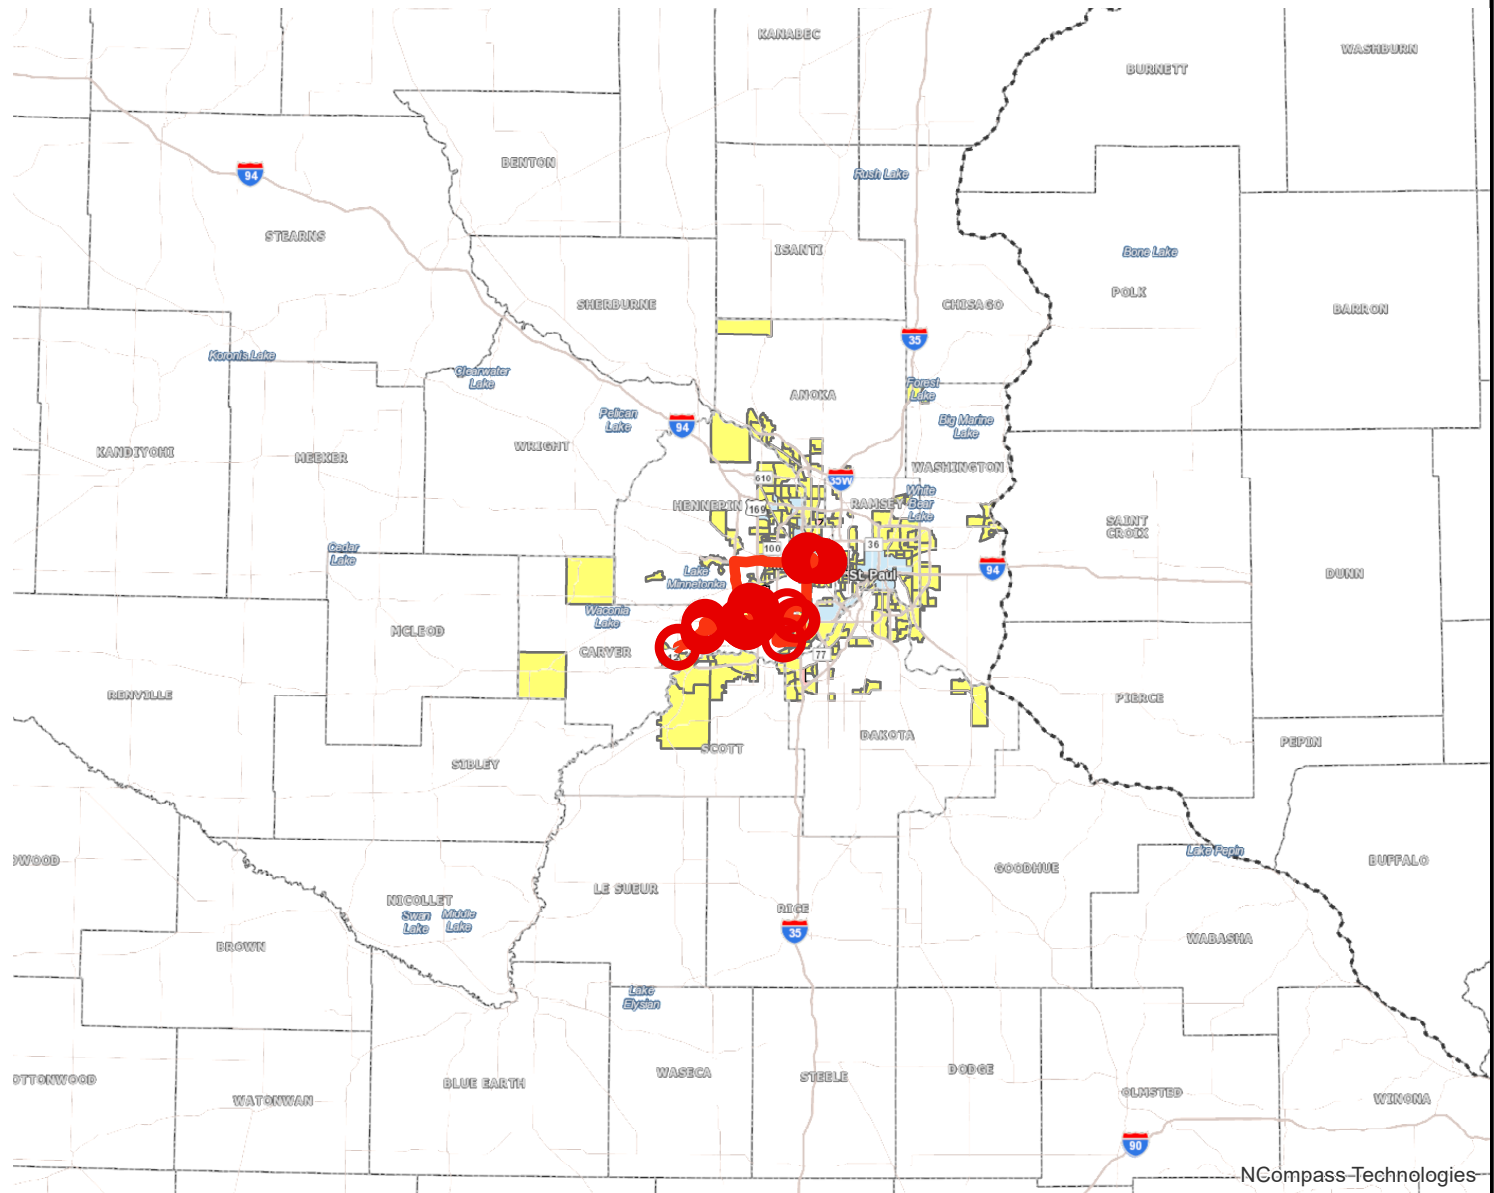 KANABEC
WASHBURN
BURNETT
BENTON
94
Rush Lake
STEARNS
ISANTI
Bone Lake
POLK
SHERBURNE
CHISAGO
BARRON
35
Koronis Lake
Clearwater
Lake
Forest
Lake
ANOKA
Pelican
Lake
94
Big Marine
Lake
WRIGHT
KANDIYOHI
MEEKER
WASHINGTON
610
35W
White
Bear
Lake
HENNEPIN
169
RAMSEY
SAINT
CROIX
100
36
Cedar
Lake
94
Lake
Minnetonka
St. Paul
DUNN
Waconia
Lake
MCLEOD
CARVER
77
RENVILLE
PIERCE
SCOTT
DAKOTA
PEPIN
SIBLEY
Lake Pepin
DWOOD
BUFFALO
GOODHUE
LE SUEUR
NICOLLET
RICE
Swan
Lake
Middle
Lake
35
BROWN
WABASHA
Lake
Elysian
WASECA
STEELE
DODGE
OTTONWOOD
BLUE EARTH
OLMSTED
WATONWAN
WINONA
90
NCompass Technologies